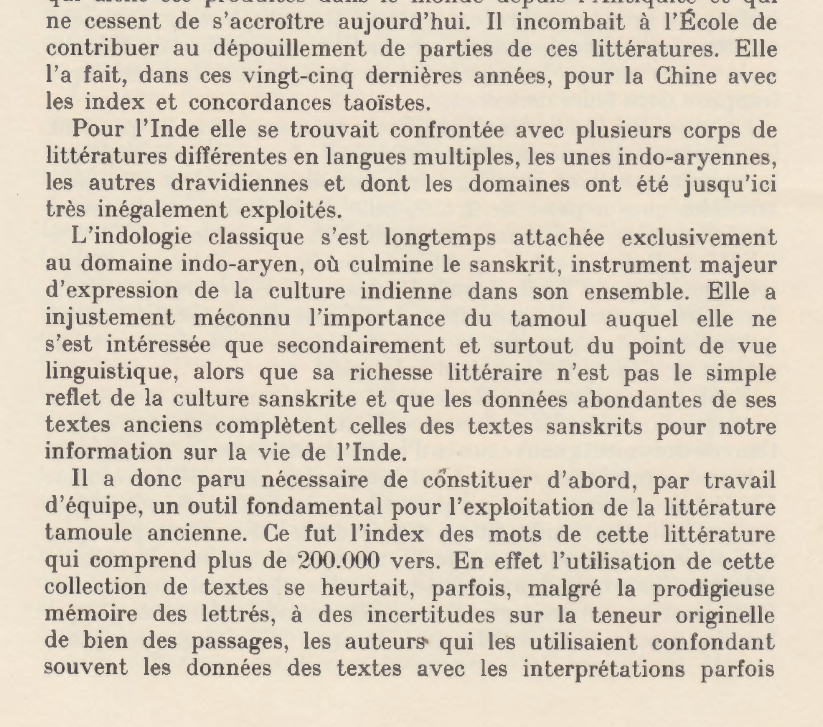 ne cessent de s'accroître aujourd'hui. Il incombait à l'École de
contribuer au dépouillement de parties de ces littératures. Elle
l'a fait, dans ces vingt-cinq dernières années, pour la Chine avec
les index et concordances taoïstes.
Pour l'Inde elle se trouvait confrontée avec plusieurs corps de
littératures différentes en langues multiples, les unes indo-aryennes,
les autres dravidiennes et dont les domaines ont été jusqu'ici
très inégalement exploités.
L'indologie classique s'est longtemps attachée exclusivement
au domaine indo-aryen, où culmine le sanskrit, instrument majeur
d'expression de la culture indienne dans son ensemble. Elle a
injustement méconnu l'importance du tamoul auquel elle ne
s'est intéressée que secondairement et surtout du point de vue
linguistique, alors que sa richesse littéraire n'est pas le simple
reflet de la culture sanskrite et que les données abondantes de ses
textes anciens complètent celles des textes sanskrits pour notre
information sur la vie de l'Inde.
Il a donc paru nécessaire de constituer d'abord, par travail
d'équipe, un outil fondamental pour l'exploitation de la littérature
tamoule ancienne. Ce fut l'index des mots de cette littérature
qui comprend plus de 200.000 vers. En effet l'utilisation de cette
collection de textes se heurtait, parfois, malgré la prodigieuse
mémoire des lettrés, à des incertitudes sur la teneur originelle
de bien des passages, les auteurs qui les utilisaient confondant
souvent les données des textes avec les interprétations parfois